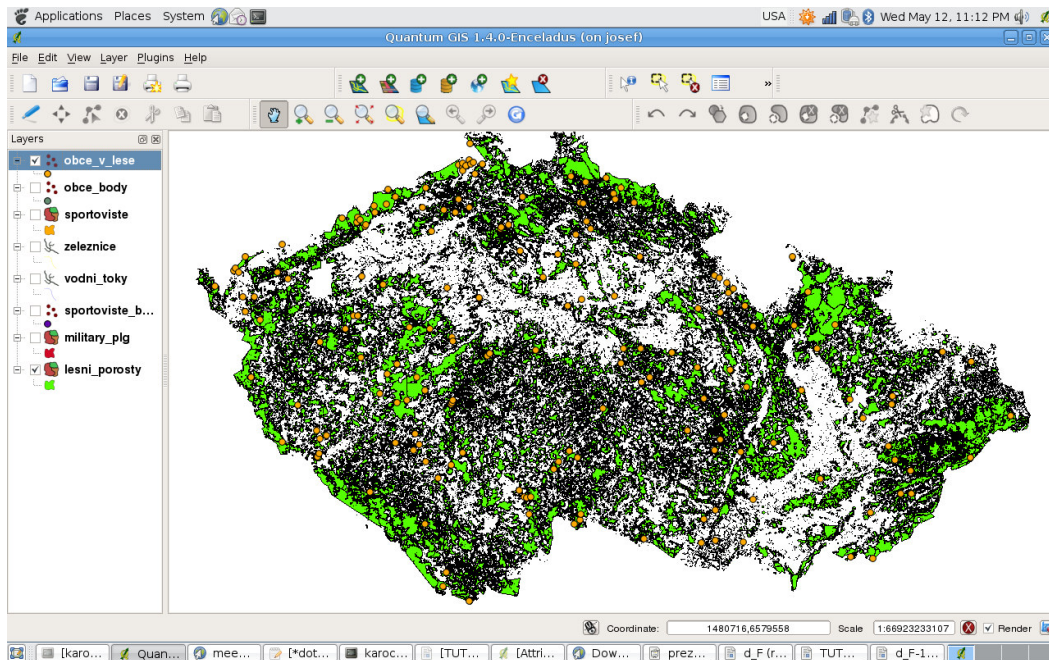 Applications Places System USA Wed May 12, 11:12 PM
Quantum GIS 1.4.0-Enceladus (on josef)
File Edit View Layer Plugins Help
»
Layers
obce_v_lese
obce_body
sportoviste
zeleznice
vodni_toky
sportoviste_b...
military_plg
lesni_porosty
Coordinate: 1480716,6579558 Scale 1:66923233107 Render
[karo... Quan... mee... [*dot... karoc... [TUT... [Attri... Dow... prez... d_F (r... TUT... d_F-1...